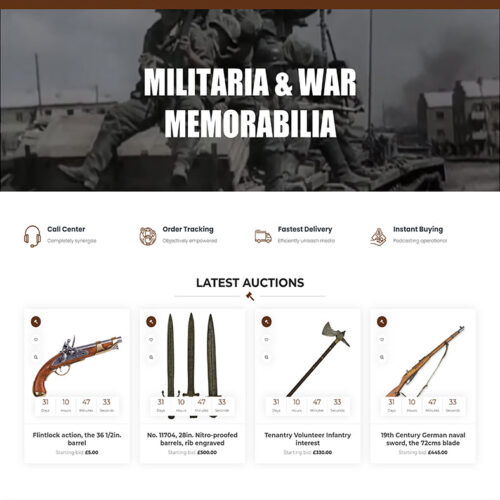 MILITARIA & WAR
MEMORABILIA
Call Center
Completely synergize
Order Tracking
Objectively empowered
Fastest Delivery
Efficiently unleash media
Instant Buying
Podcasting operational
LATEST AUCTIONS
31 10 47 33
Days Hours Minutes Seconds
Flintlock action, the 36 1/2in.
barrel
Starting bid: £5.00
31 10 47 33
Days Hours Minutes Seconds
No. 11704, 28in. Nitro-proofed
barrels, rib engraved
Starting bid: £500.00
31 10 47 33
Days Hours Minutes Seconds
Tenantry Volunteer Infantry
interest
Starting bid: £330.00
31 10 47 33
Days Hours Minutes Seconds
19th Century German naval
sword, the 72cms blade
Starting bid: £445.00